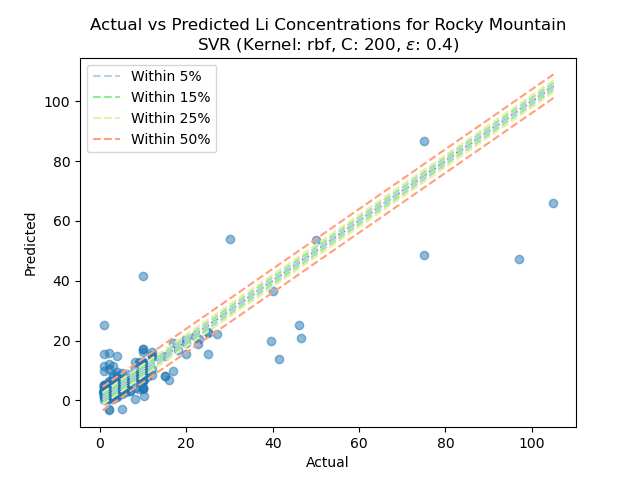 Actual vs Predicted Li Concentrations for Rocky Mountain
SVR (Kernel: rbf, C: 200, ε: 0.4)
Within 5%
Within 15%
Within 25%
Within 50%
100
80
60
40
20
0
Predicted
0 20 40 60 80 100
Actual